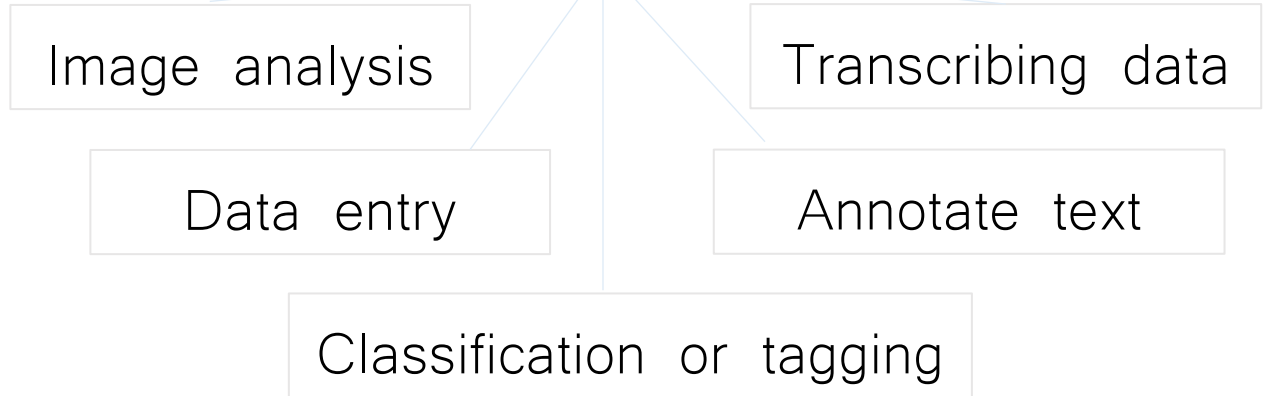 Image analysis
Transcribing data
Data entry
Annotate text
Classification or tagging